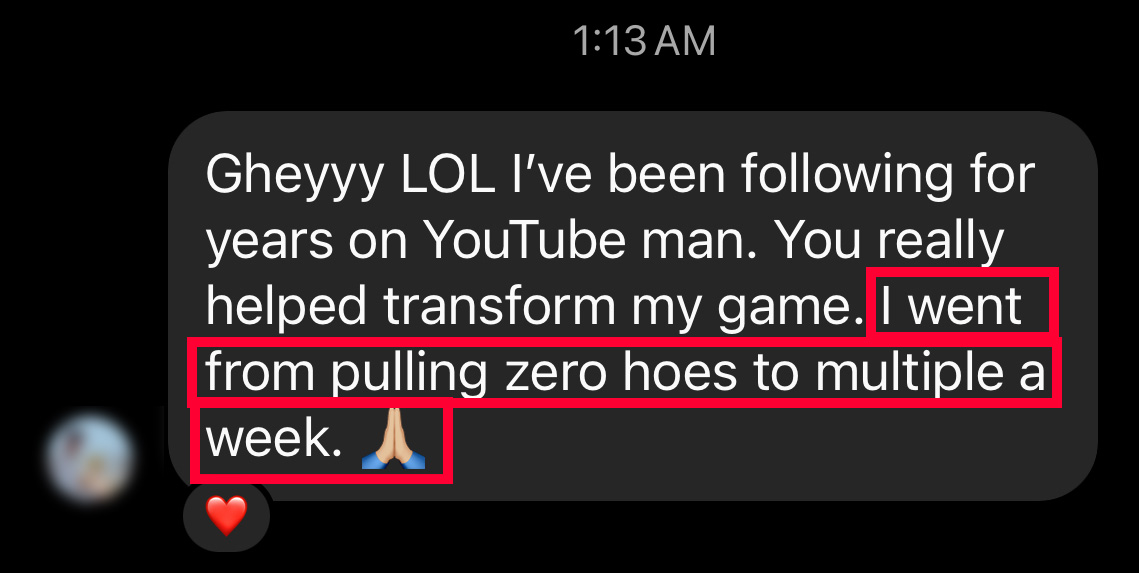 1:13 AM
Gheyyy LOL I’ve been following for
years on YouTube man. You really
helped transform my game. I went
from pulling zero hoes to multiple a
week. 🙏🏼